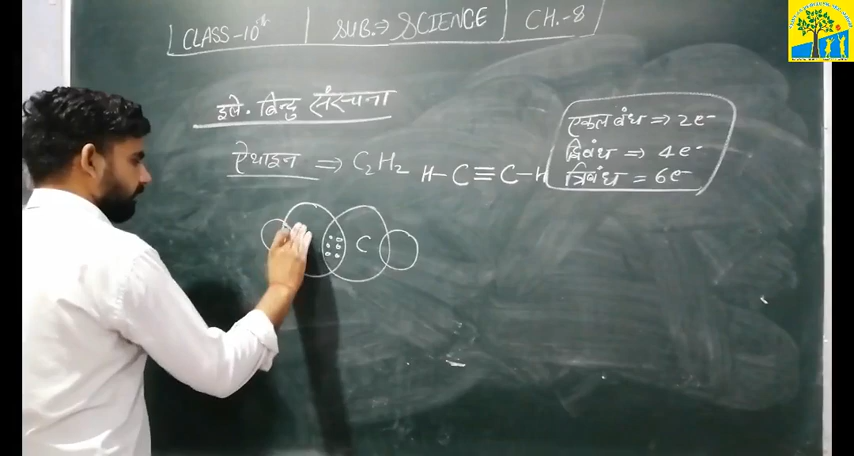 CLASS-10th | SUB.→ SCIENCE | CH.-8
इले. बिन्दु संरचना
ऐथाइन ⇒ C2H2 H-C≡C-H
एकल बंध ⇒ 2e-
द्विबंध ⇒ 4e-
त्रिबंध = 6e-
C